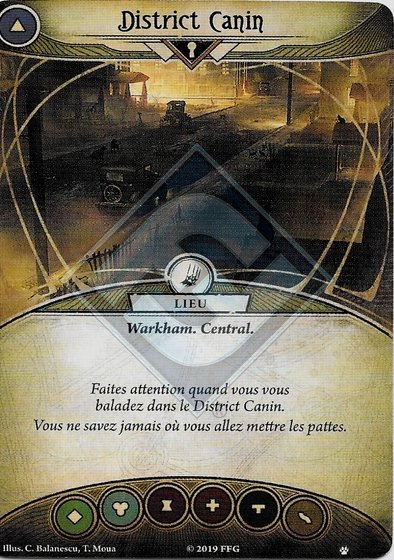 District Canin
LIEU
Warkham. Central.
Faites attention quand vous vous
baladez dans le District Canin.
Vous ne savez jamais où vous allez mettre les pattes.
Illus. C. Balanescu, T. Moua © 2019 FFG